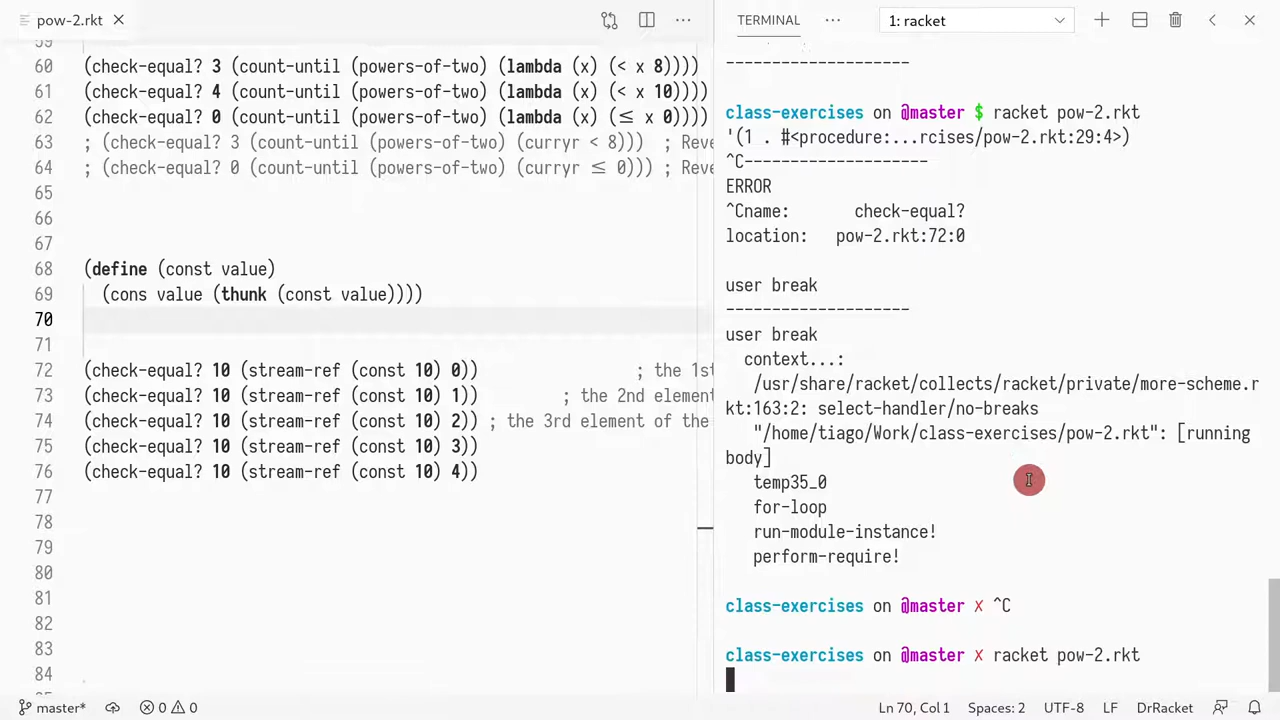 pow-2.rkt
TERMINAL
1: racket
59
60 (check-equal? 3 (count-until (powers-of-two) (lambda (x) (< x 8))))
61 (check-equal? 4 (count-until (powers-of-two) (lambda (x) (< x 10))))
62 (check-equal? 0 (count-until (powers-of-two) (lambda (x) (≤ x 0))))
63 ; (check-equal? 3 (count-until (powers-of-two) (curryr < 8)))  ; Reve
64 ; (check-equal? 0 (count-until (powers-of-two) (curryr ≤ 0))) ; Reve
65
66
67
68 (define (const value)
69   (cons value (thunk (const value))))
70
71
72 (check-equal? 10 (stream-ref (const 10) 0)) ; the 1st
73 (check-equal? 10 (stream-ref (const 10) 1)) ; the 2nd element
74 (check-equal? 10 (stream-ref (const 10) 2)) ; the 3rd element of the
75 (check-equal? 10 (stream-ref (const 10) 3))
76 (check-equal? 10 (stream-ref (const 10) 4))
77
78
79
80
81
82
83
84
--------------------
class-exercises on @master $ racket pow-2.rkt
'(1 . #<procedure:...rcises/pow-2.rkt:29:4>)
^C--------------------
ERROR
^Cname:       check-equal?
location:   pow-2.rkt:72:0
user break
--------------------
user break
  context...:
   /usr/share/racket/collects/racket/private/more-scheme.r
kt:163:2: select-handler/no-breaks
   "/home/tiago/Work/class-exercises/pow-2.rkt": [running
body]
   temp35_0
   for-loop
   run-module-instance!
   perform-require!
class-exercises on @master ✗ ^C
class-exercises on @master ✗ racket pow-2.rkt
master* 0 0 Ln 70, Col 1 Spaces: 2 UTF-8 LF DrRacket